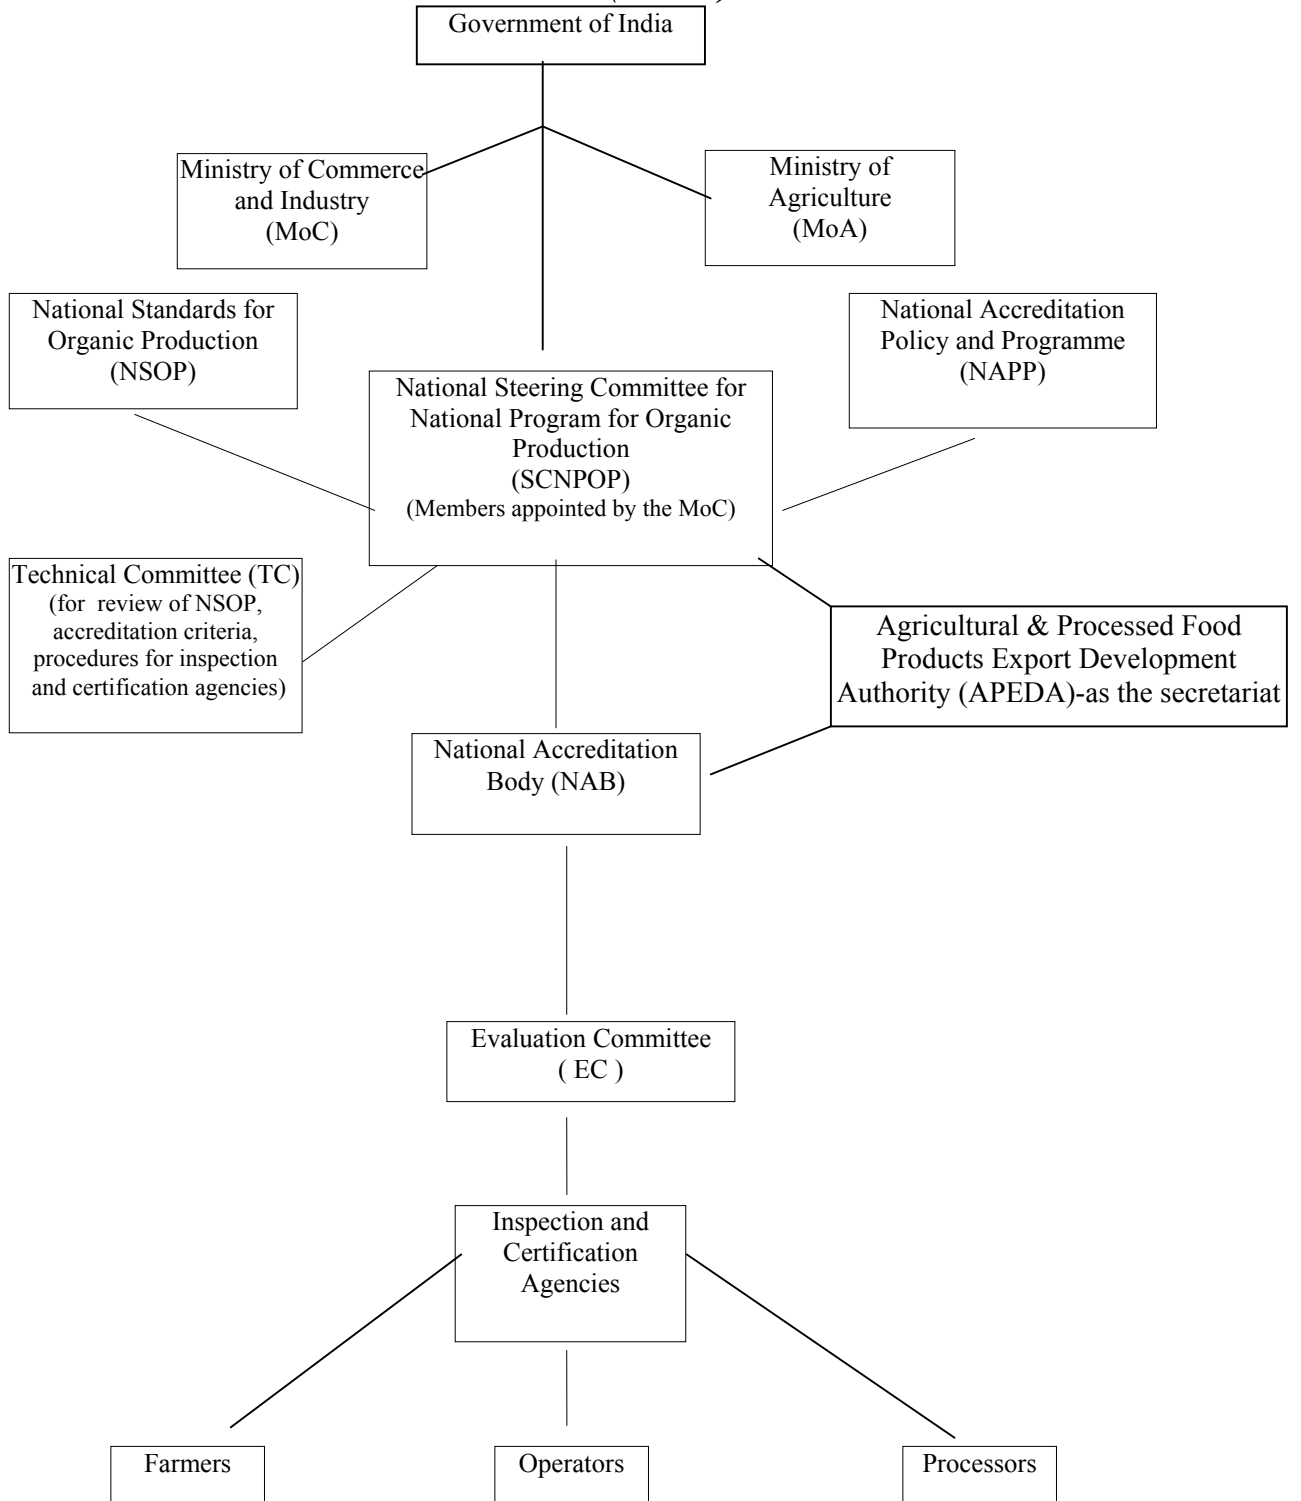 Government of India
Ministry of Commerce
and Industry
(MoC)
Ministry of
Agriculture
(MoA)
National Standards for
Organic Production
(NSOP)
National Accreditation
Policy and Programme
(NAPP)
National Steering Committee for
National Program for Organic
Production
(SCNPOP)
(Members appointed by the MoC)
Technical Committee (TC)
(for review of NSOP,
accreditation criteria,
procedures for inspection
and certification agencies)
Agricultural & Processed Food
Products Export Development
Authority (APEDA)-as the secretariat
National Accreditation
Body (NAB)
Evaluation Committee
( EC )
Inspection and
Certification
Agencies
Farmers
Operators
Processors